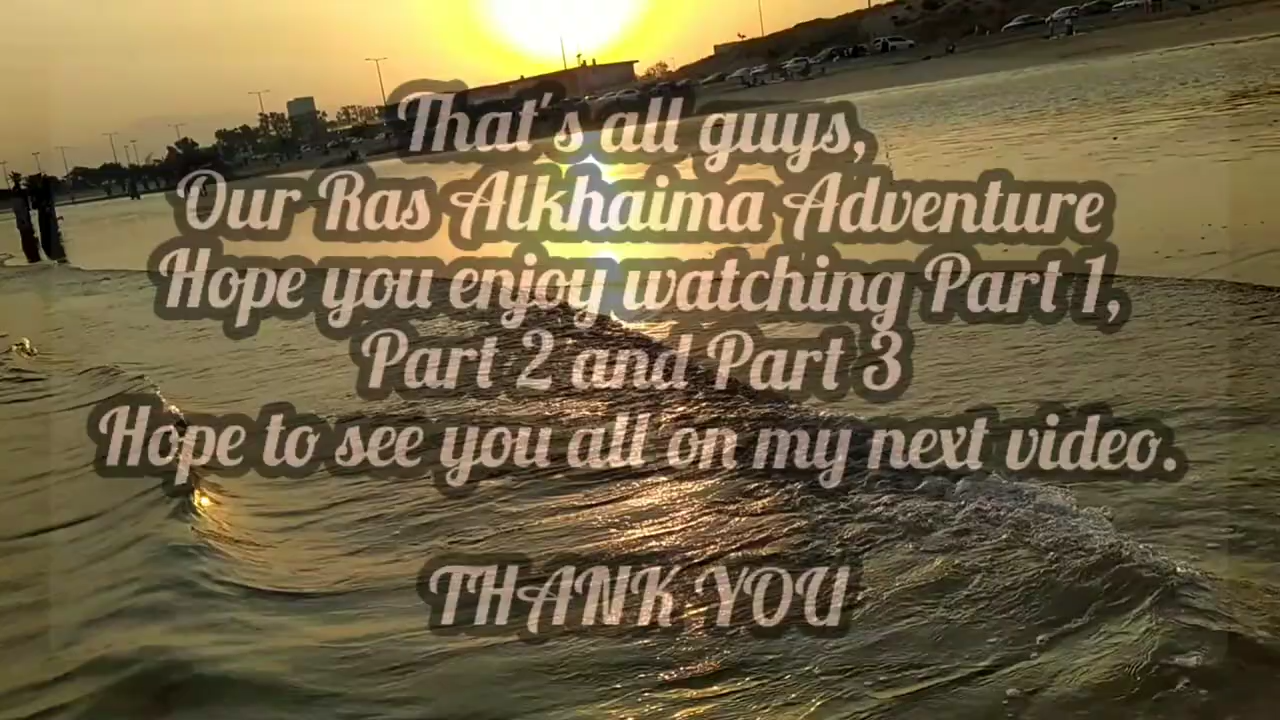 That's all guys,
Our Ras Alkhaima Adventure
Hope you enjoy watching Part 1,
Part 2 and Part 3
Hope to see you all on my next video.
THANK YOU